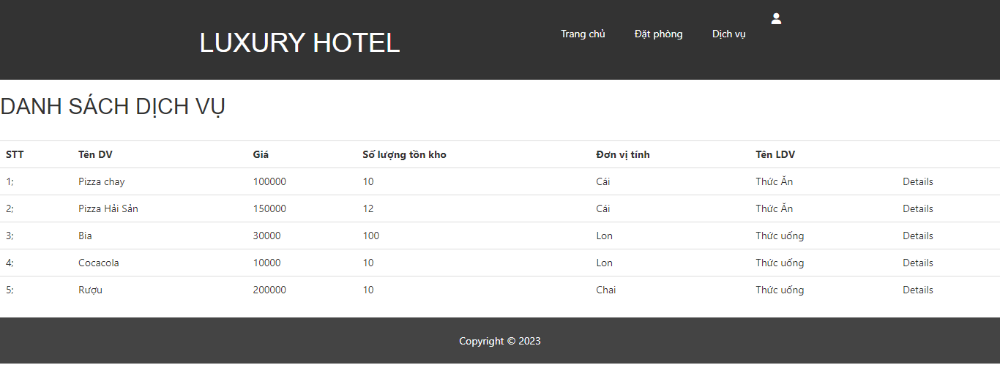 LUXURY HOTEL
Trang chủ Đặt phòng Dịch vụ
DANH SÁCH DỊCH VỤ
STT Tên DV Giá Số lượng tồn kho Đơn vị tính Tên LDV
1; Pizza chay 100000 10 Cái Thức Ăn Details
2; Pizza Hải Sản 150000 12 Cái Thức Ăn Details
3; Bia 30000 100 Lon Thức uống Details
4; Cocacola 10000 10 Lon Thức uống Details
5; Rượu 200000 10 Chai Thức uống Details
Copyright © 2023